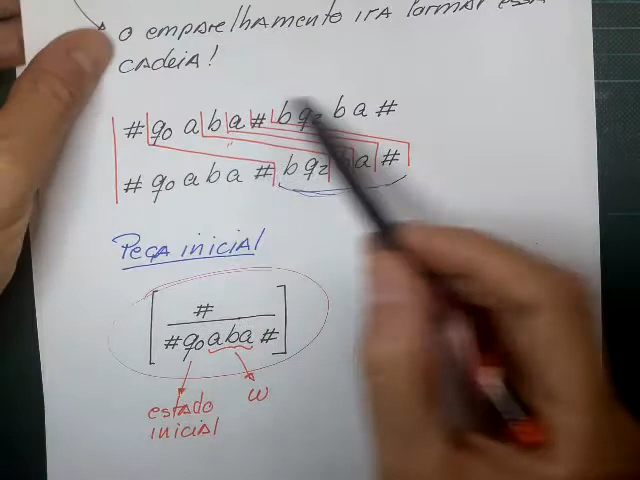 o emparelhamento irá formar essa
cadeia!
# q0 a b a # b q2 b a #
# q0 a b a # b q2 b a #
Peça inicial
#
# q0 a b a #
estado
inicial
w